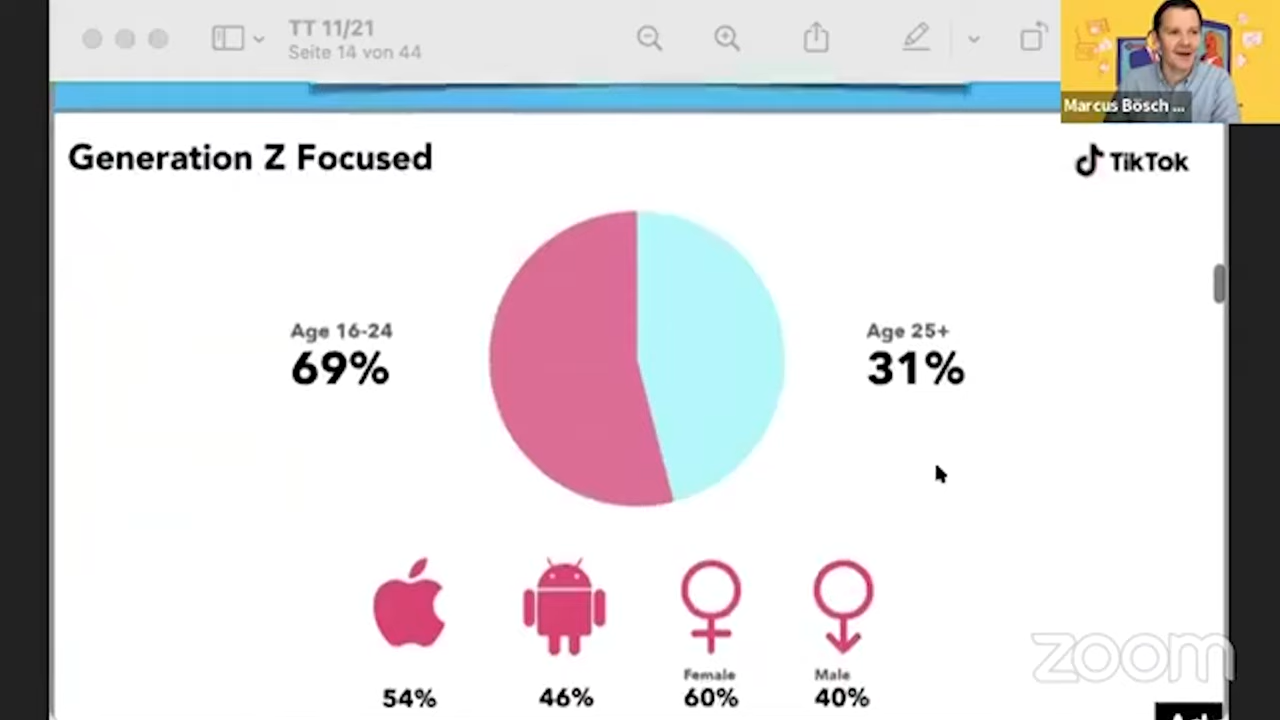 TT 11/21
Seite 14 von 44
Marcus Bösch ...
Generation Z Focused
TikTok
Age 16-24
69%
Age 25+
31%
54%
46%
Female
60%
Male
40%
zoom